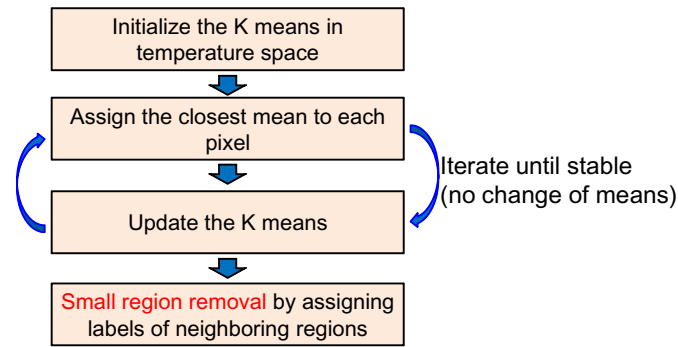 Initialize the K means in
temperature space
Assign the closest mean to each
pixel
Iterate until stable
(no change of means)
Update the K means
Small region removal by assigning
labels of neighboring regions